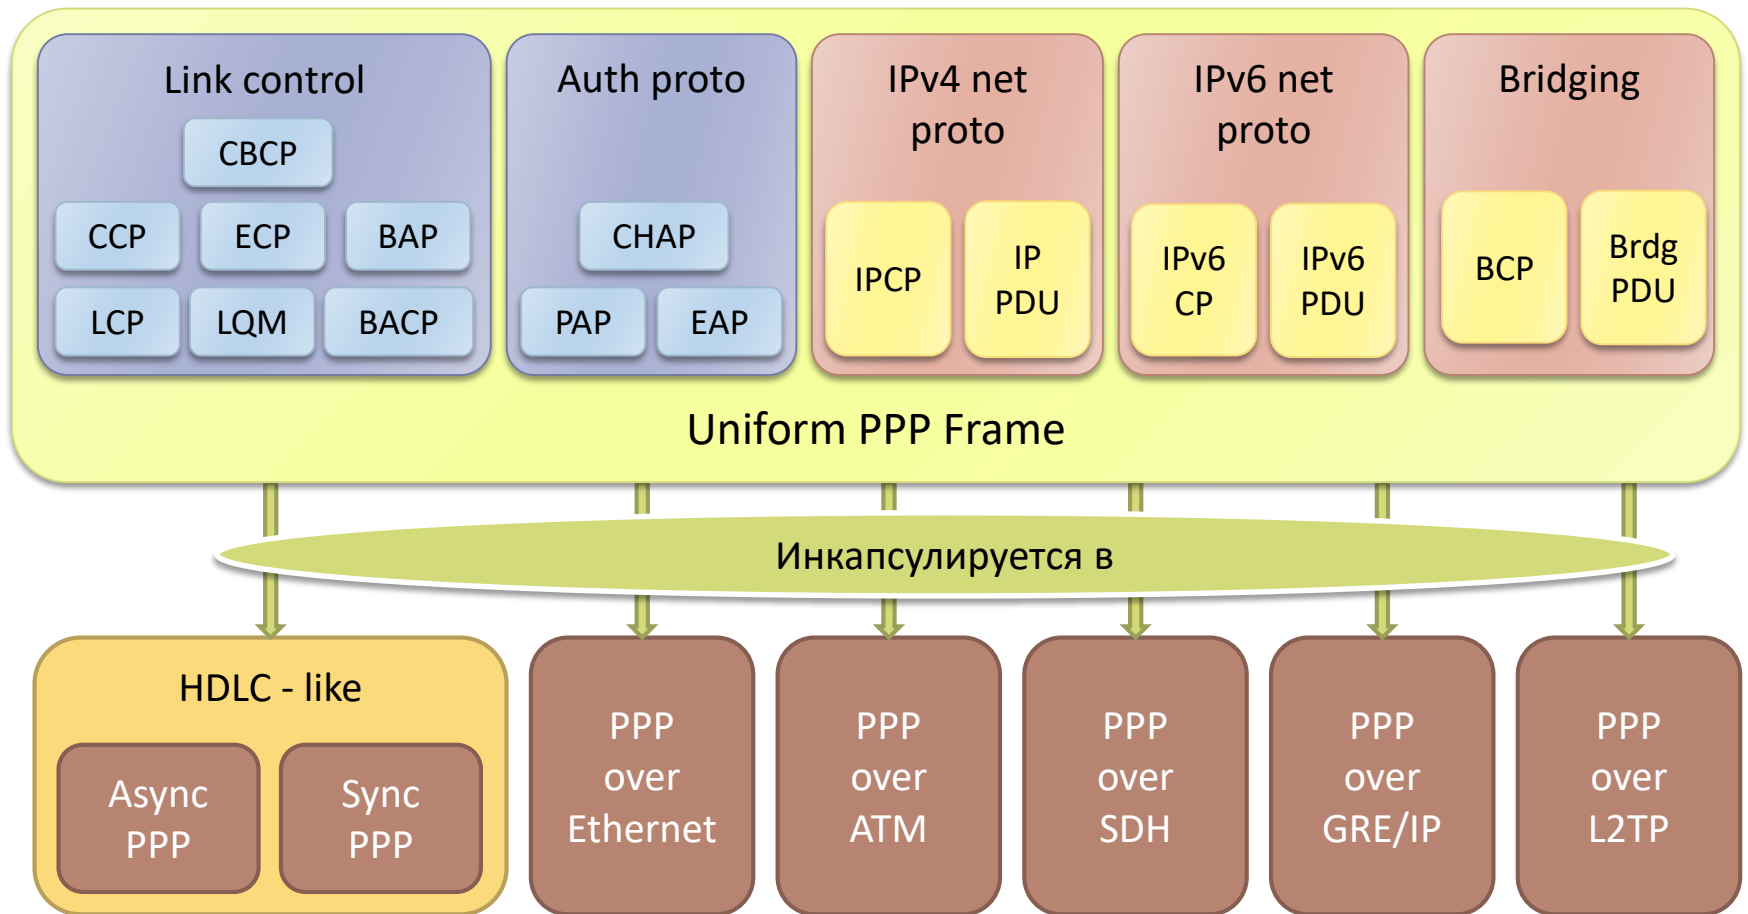 Link control
CBCP
CCP
ECP
BAP
LCP
LQM
BACP
Auth proto
CHAP
PAP
EAP
IPv4 net
proto
IPCP
IP
PDU
IPv6 net
proto
IPv6
CP
IPv6
PDU
Bridging
BCP
Brdg
PDU
Uniform PPP Frame
Инкапсулируется в
HDLC - like
Async
PPP
Sync
PPP
PPP
over
Ethernet
PPP
over
ATM
PPP
over
SDH
PPP
over
GRE/IP
PPP
over
L2TP